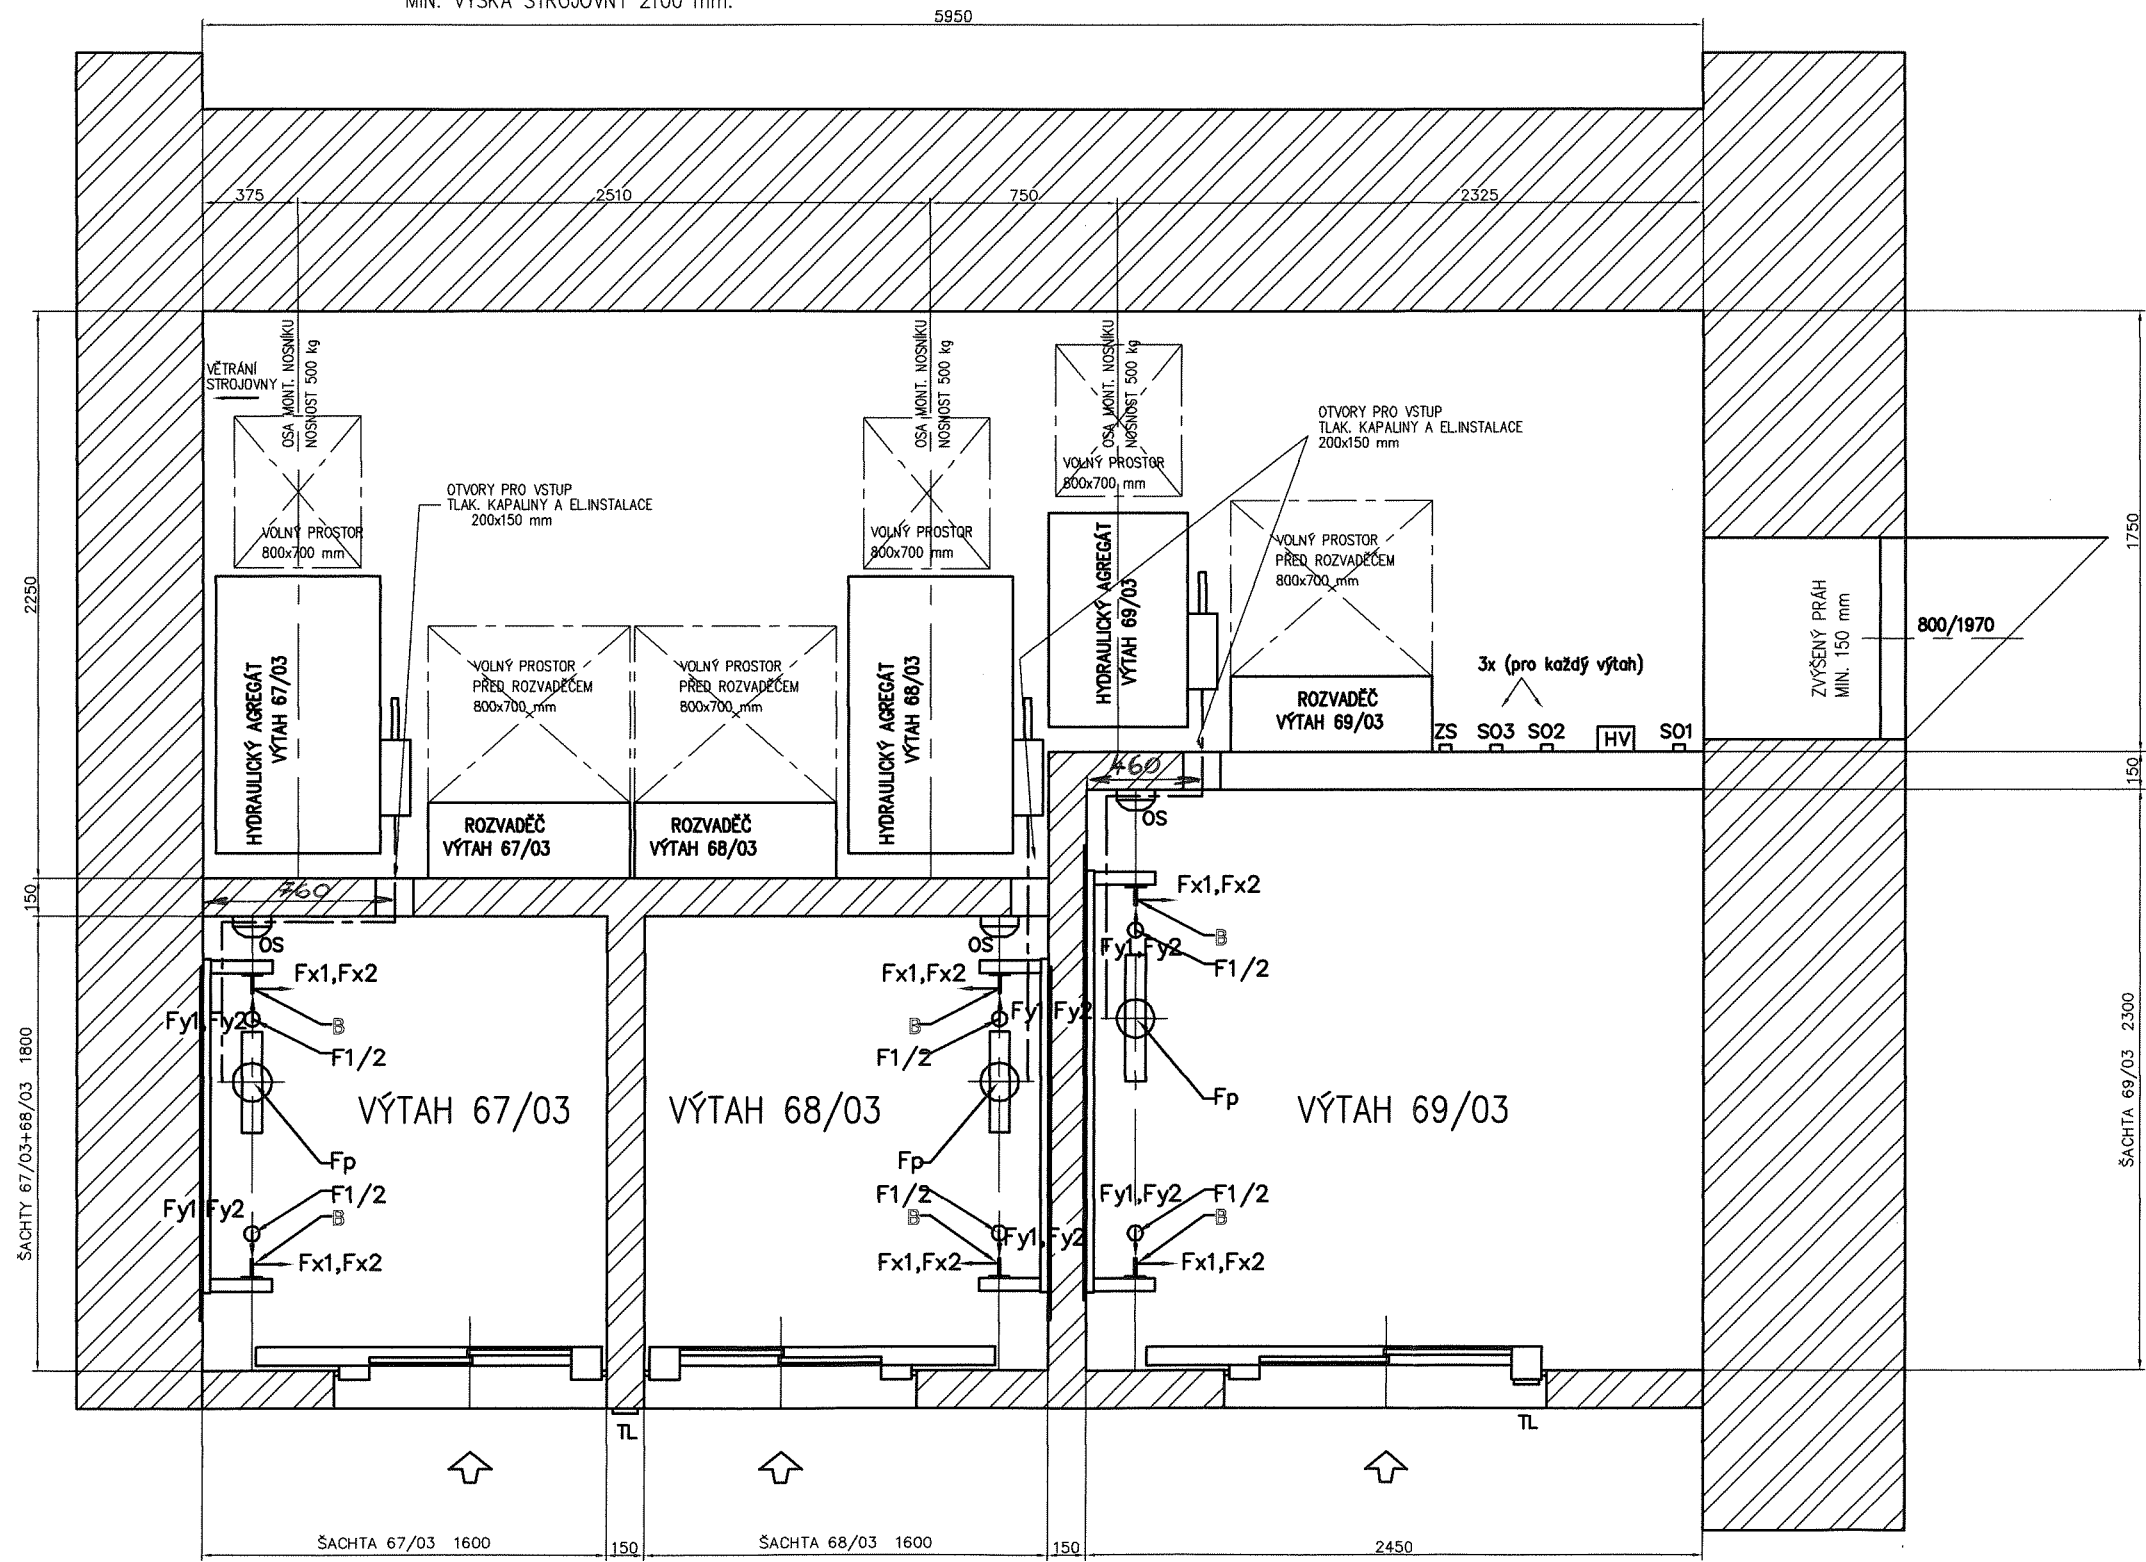 MIN. VÝŠKA STROJOVNY 2100 mm.
5950
375
2510
750
2325
VĚTRÁNÍ
STROJOVNY
OSA MONT. NOSNÍKU
NOSNOST 500 kg
OSA MONT. NOSNÍKU
NOSNOST 500 kg
OSA MONT. NOSNÍKU
NOSNOST 500 kg
OTVORY PRO VSTUP
TLAK. KAPALINY A EL.INSTALACE
200x150 mm
OTVORY PRO VSTUP
TLAK. KAPALINY A EL.INSTALACE
200x150 mm
VOLNÝ PROSTOR
800x700 mm
VOLNÝ PROSTOR
800x700 mm
VOLNÝ PROSTOR
800x700 mm
VOLNÝ PROSTOR
PŘED ROZVADĚČEM
800x700 mm
VOLNÝ PROSTOR
PŘED ROZVADĚČEM
800x700 mm
VOLNÝ PROSTOR
PŘED ROZVADĚČEM
800x700 mm
HYDRAULICKÝ AGREGÁT
VÝTAH 67/03
HYDRAULICKÝ AGREGÁT
VÝTAH 68/03
HYDRAULICKÝ AGREGÁT
VÝTAH 69/03
ROZVADĚČ
VÝTAH 67/03
ROZVADĚČ
VÝTAH 68/03
ROZVADĚČ
VÝTAH 69/03
3x (pro každý výtah)
ZS
SO3
SO2
HV
SO1
ZVÝŠENÝ PRÁH
MIN. 150 mm
800/1970
2250
150
ŠACHTY 67/03+68/03 1800
1750
150
ŠACHTA 69/03 2300
460
460
OS
OS
OS
Fx1,Fx2
B
Fy1,Fy2
F1/2
Fp
Fy1,Fy2
F1/2
B
Fx1,Fx2
VÝTAH 67/03
Fx1,Fx2
B
Fy1,Fy2
F1/2
Fp
F1/2
B
Fy1,Fy2
Fx1,Fx2
VÝTAH 68/03
Fx1,Fx2
B
Fy1,Fy2
F1/2
Fp
Fy1,Fy2
F1/2
B
Fx1,Fx2
VÝTAH 69/03
TL
TL
ŠACHTA 67/03 1600
150
ŠACHTA 68/03 1600
150
2450